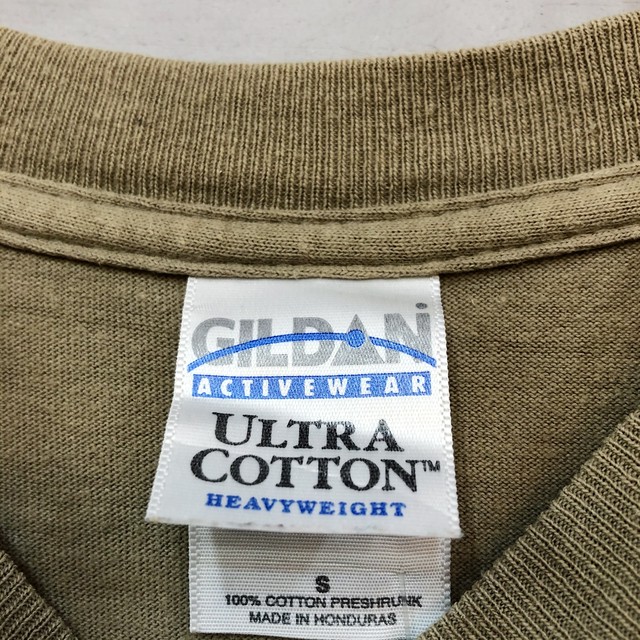 GILDAN
ACTIVEWEAR
ULTRA
COTTON™
HEAVYWEIGHT
S
100% COTTON PRESHRUNK
MADE IN HONDURAS